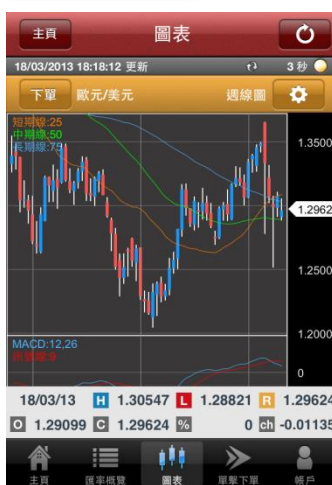 主頁 圖表
18/03/2013 18:18:12 更新 3 秒
下單 歐元/美元 週線圖
短期線:25
中期線:50
長期線:75
1.3500
1.2962
1.2500
1.2000
MACD:12,26
0
18/03/13 H 1.30547 L 1.28821 R 1.29624
O 1.29099 C 1.29624 % 0 ch -0.01135
主頁 匯率概覽 圖表 單擊下單 帳戶